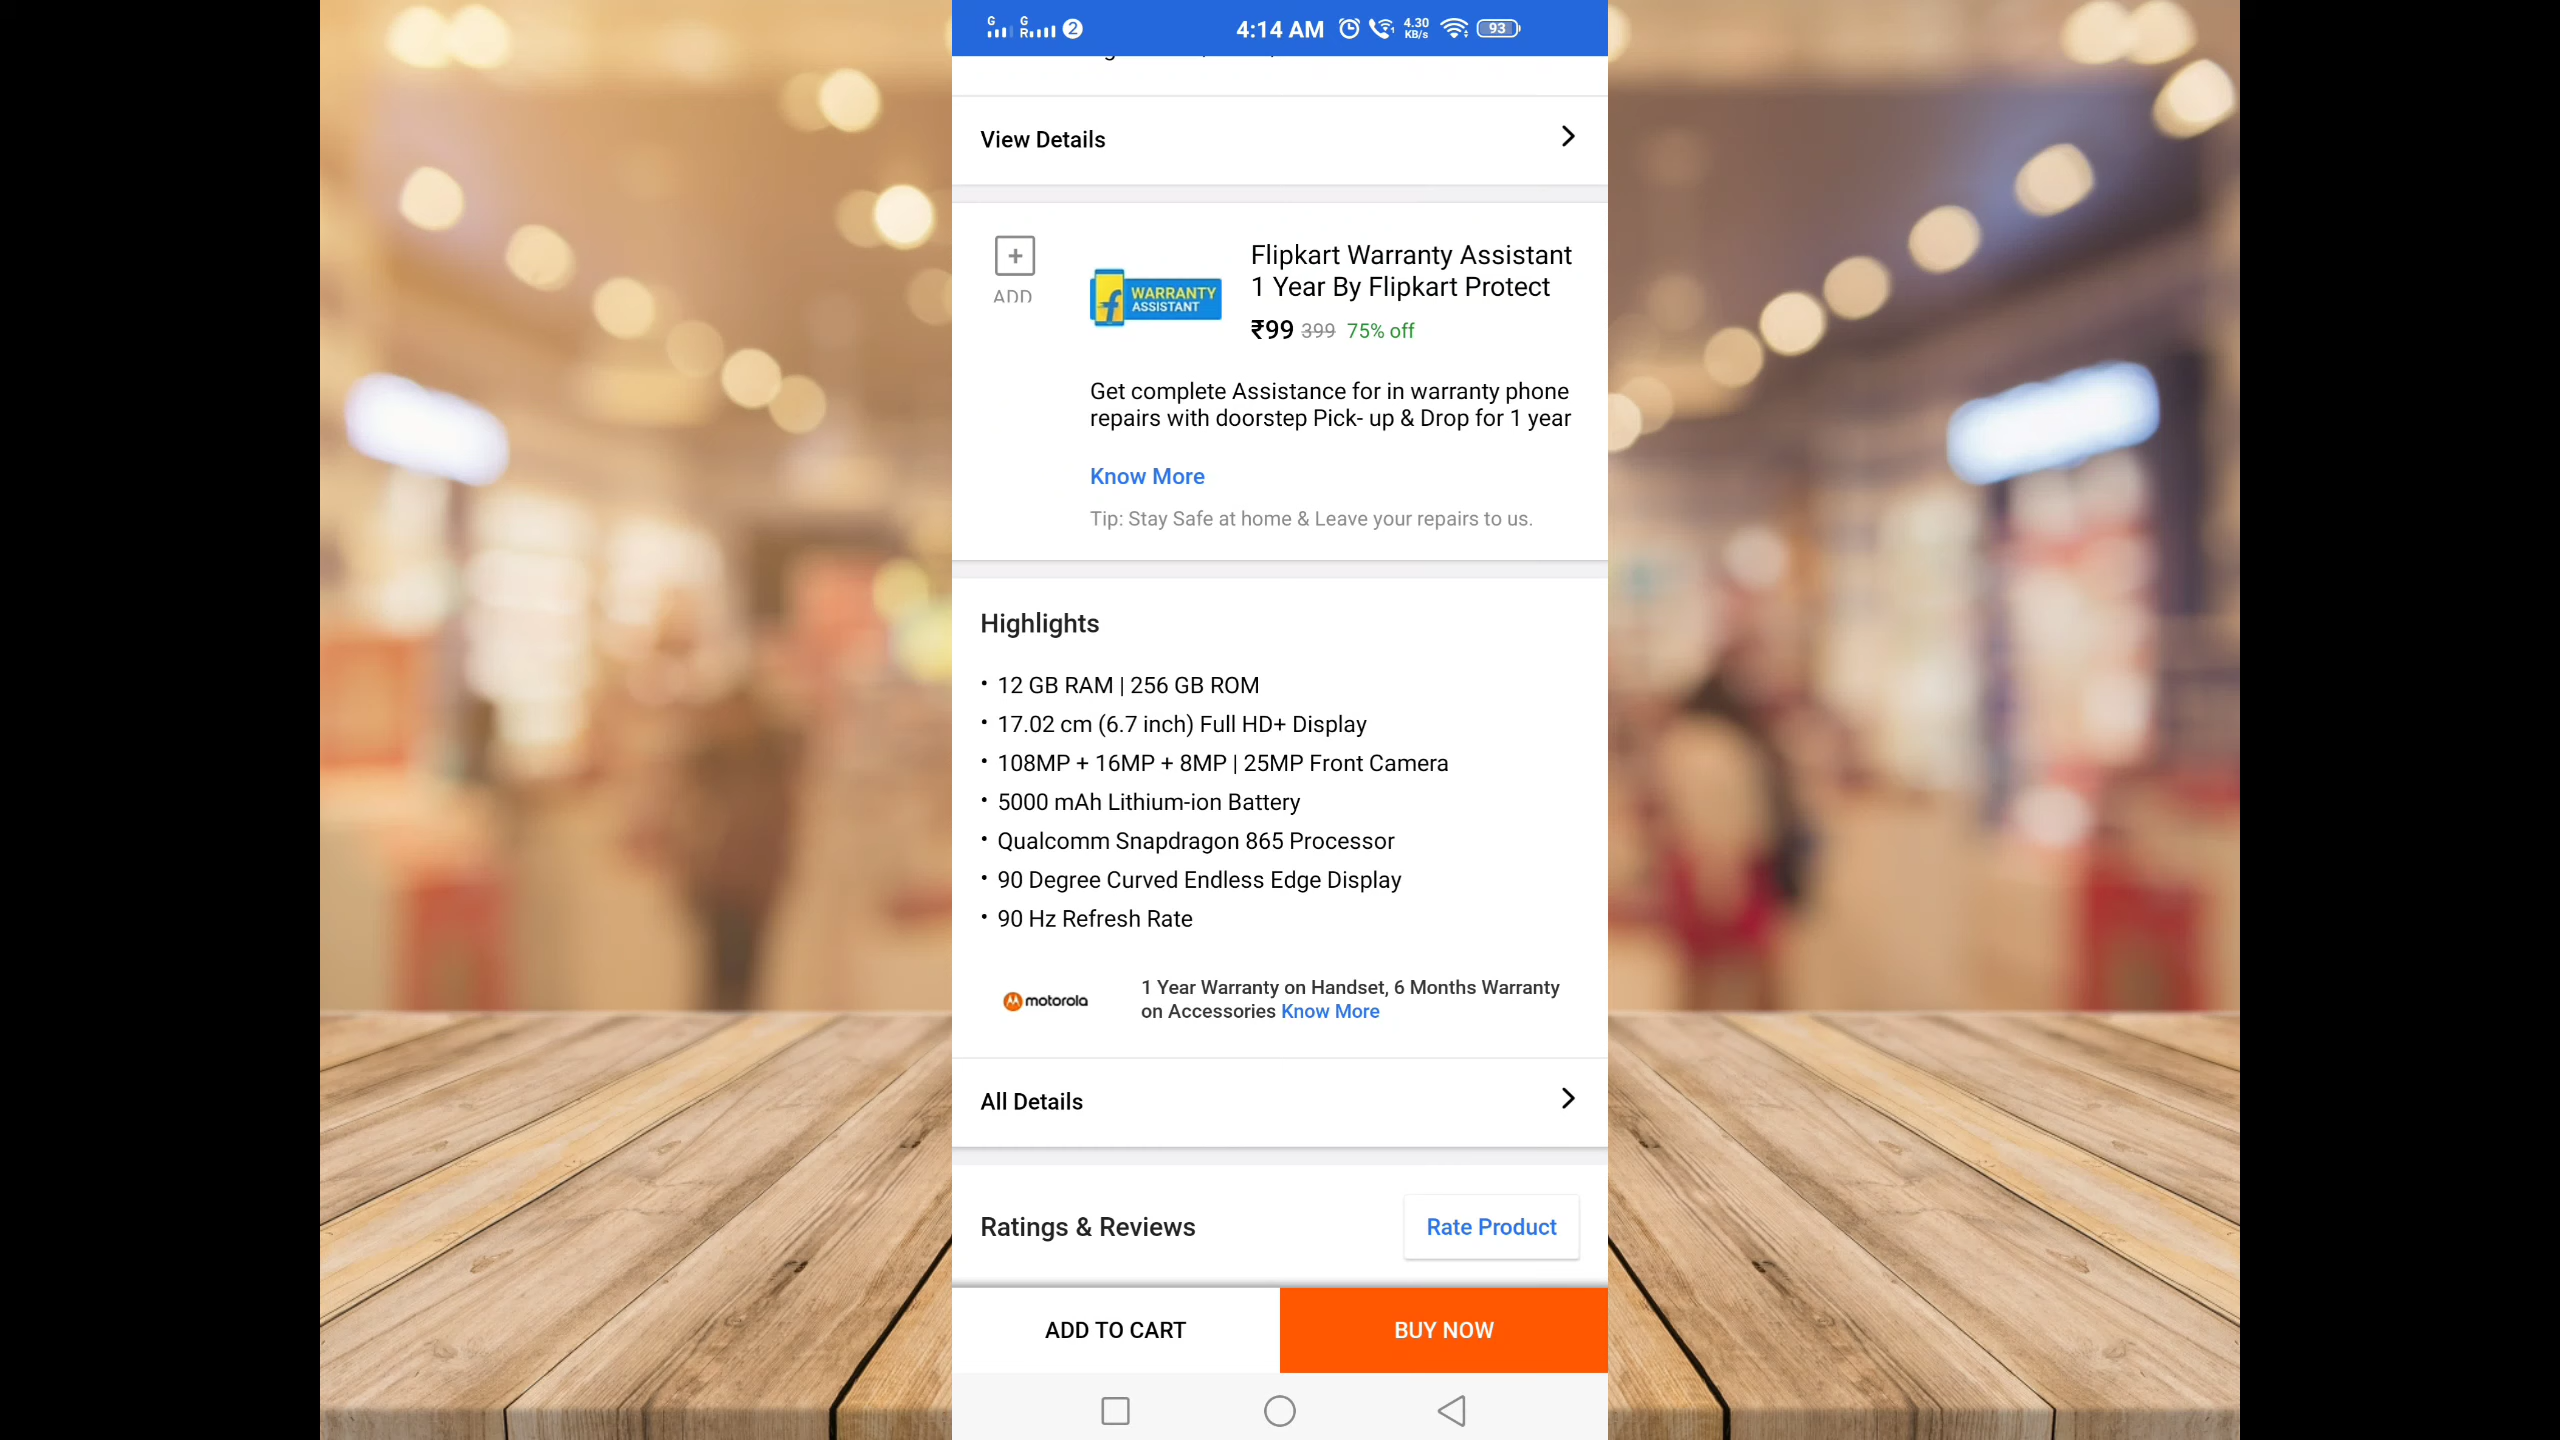 G G
R
2
4:14 AM
4.30
KB/s
93
View Details
ADD
WARRANTY
ASSISTANT
Flipkart Warranty Assistant
1 Year By Flipkart Protect
₹99 399 75% off
Get complete Assistance for in warranty phone
repairs with doorstep Pick- up & Drop for 1 year
Know More
Tip: Stay Safe at home & Leave your repairs to us.
Highlights
• 12 GB RAM | 256 GB ROM
• 17.02 cm (6.7 inch) Full HD+ Display
• 108MP + 16MP + 8MP | 25MP Front Camera
• 5000 mAh Lithium-ion Battery
• Qualcomm Snapdragon 865 Processor
• 90 Degree Curved Endless Edge Display
• 90 Hz Refresh Rate
motorola
1 Year Warranty on Handset, 6 Months Warranty
on Accessories Know More
All Details
Ratings & Reviews
Rate Product
ADD TO CART
BUY NOW